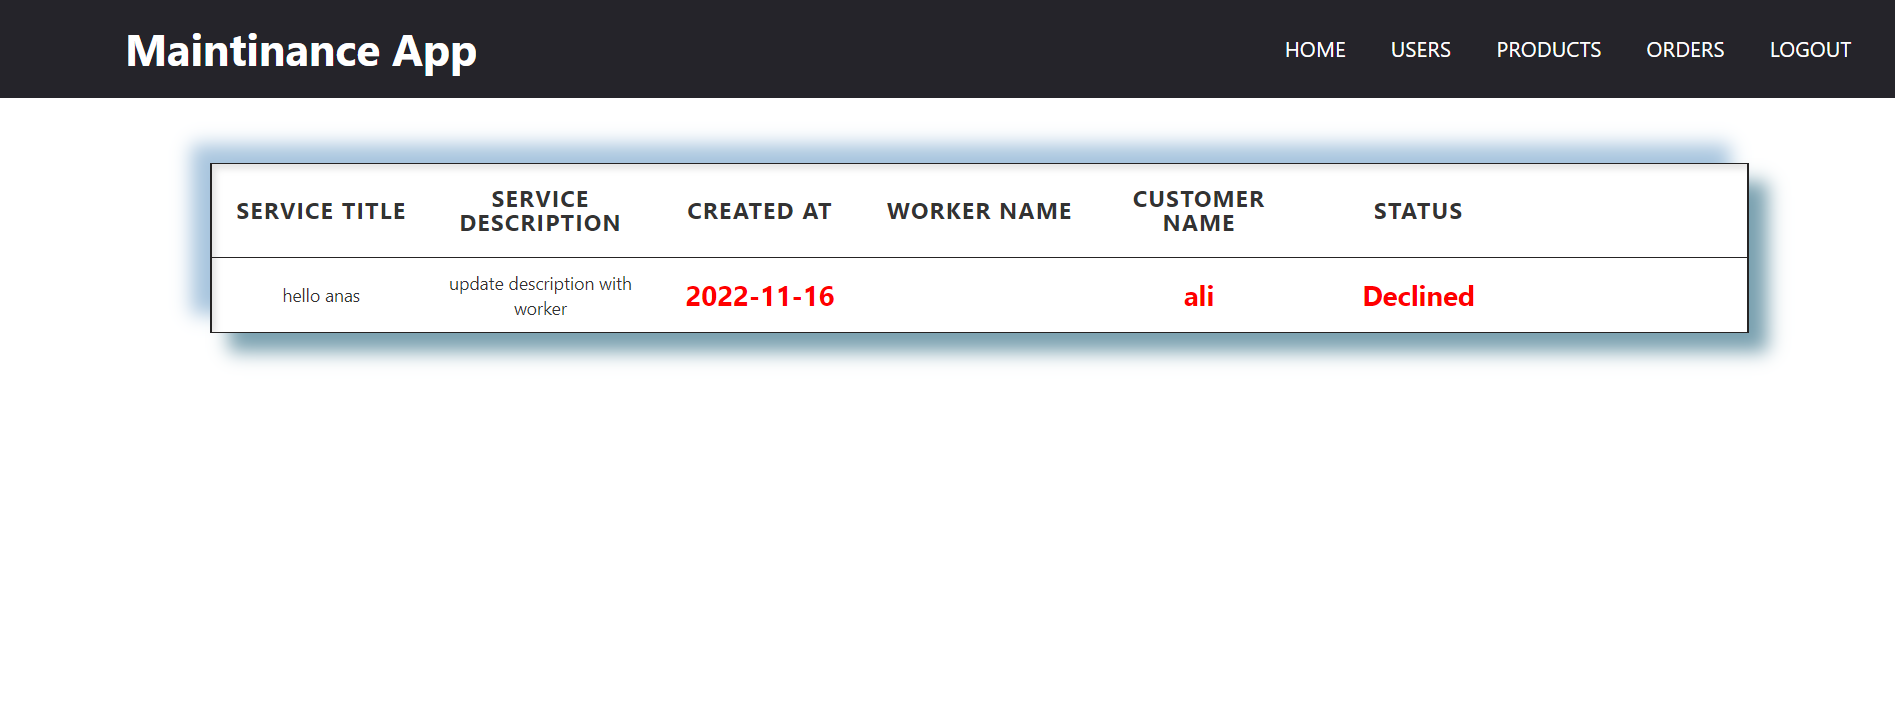 Maintinance App
HOME USERS PRODUCTS ORDERS LOGOUT
SERVICE TITLE
SERVICE
DESCRIPTION
CREATED AT
WORKER NAME
CUSTOMER
NAME
STATUS
hello anas
update description with
worker
2022-11-16
ali
Declined